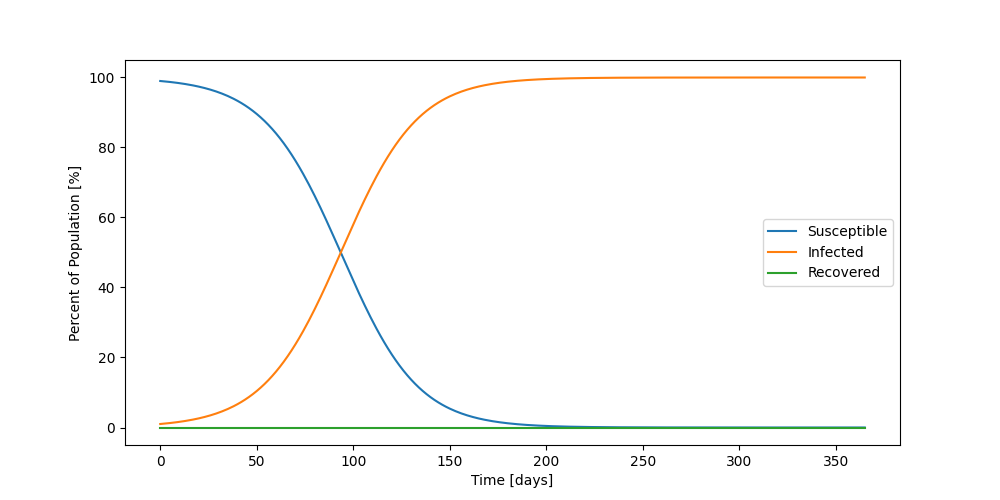 100
80
60
40
20
0
Percent of Population [%]
Susceptible
Infected
Recovered
0 50 100 150 200 250 300 350
Time [days]